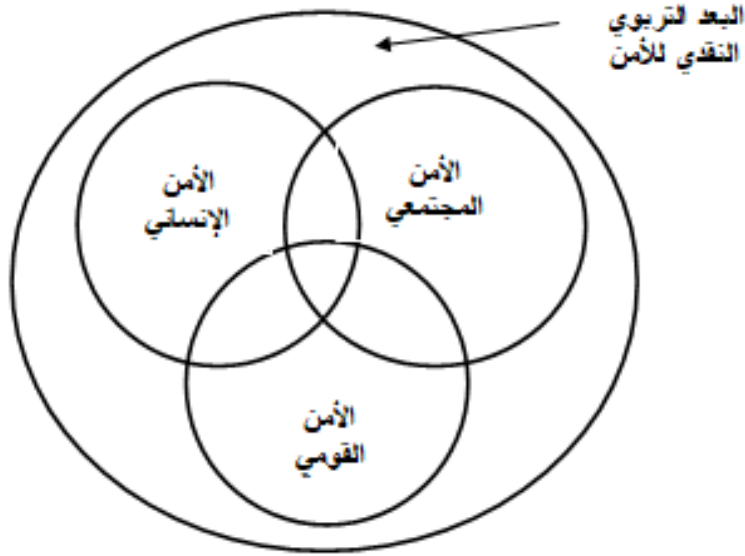 البعد التربوي
النقدي للأمن
الأمن
المجتمعي
الأمن
الإنساني
الأمن
القومي